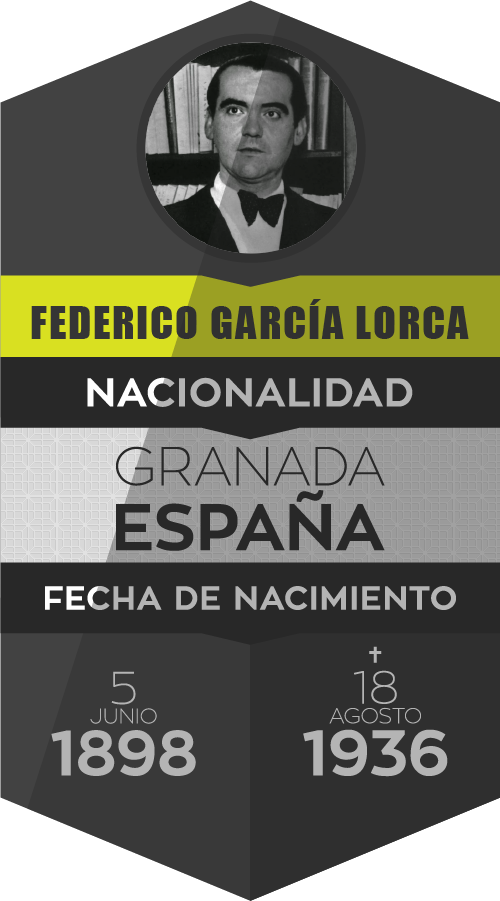 FEDERICO GARCÍA LORCA
NACIONALIDAD
GRANADA
ESPAÑA
FECHA DE NACIMIENTO
5
JUNIO
1898
✝
18
AGOSTO
1936